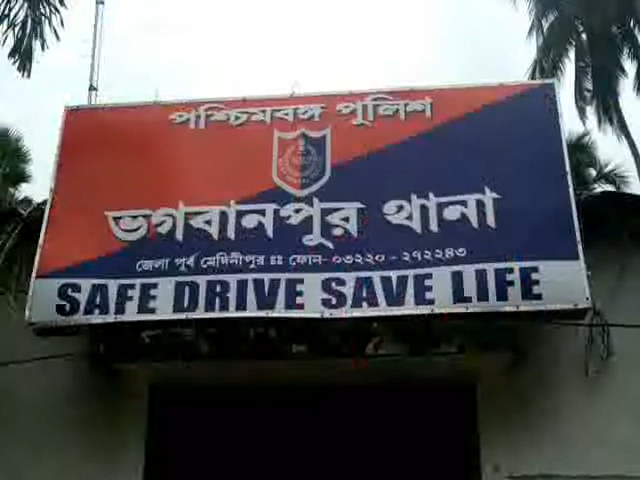 পশ্চিমবঙ্গ পুলিশ
ভগবানপুর থানা
জেলা পূর্ব মেদিনীপুর ঃঃ ফোন- ০৩২২০ - ২৭২২৪৩
SAFE DRIVE SAVE LIFE